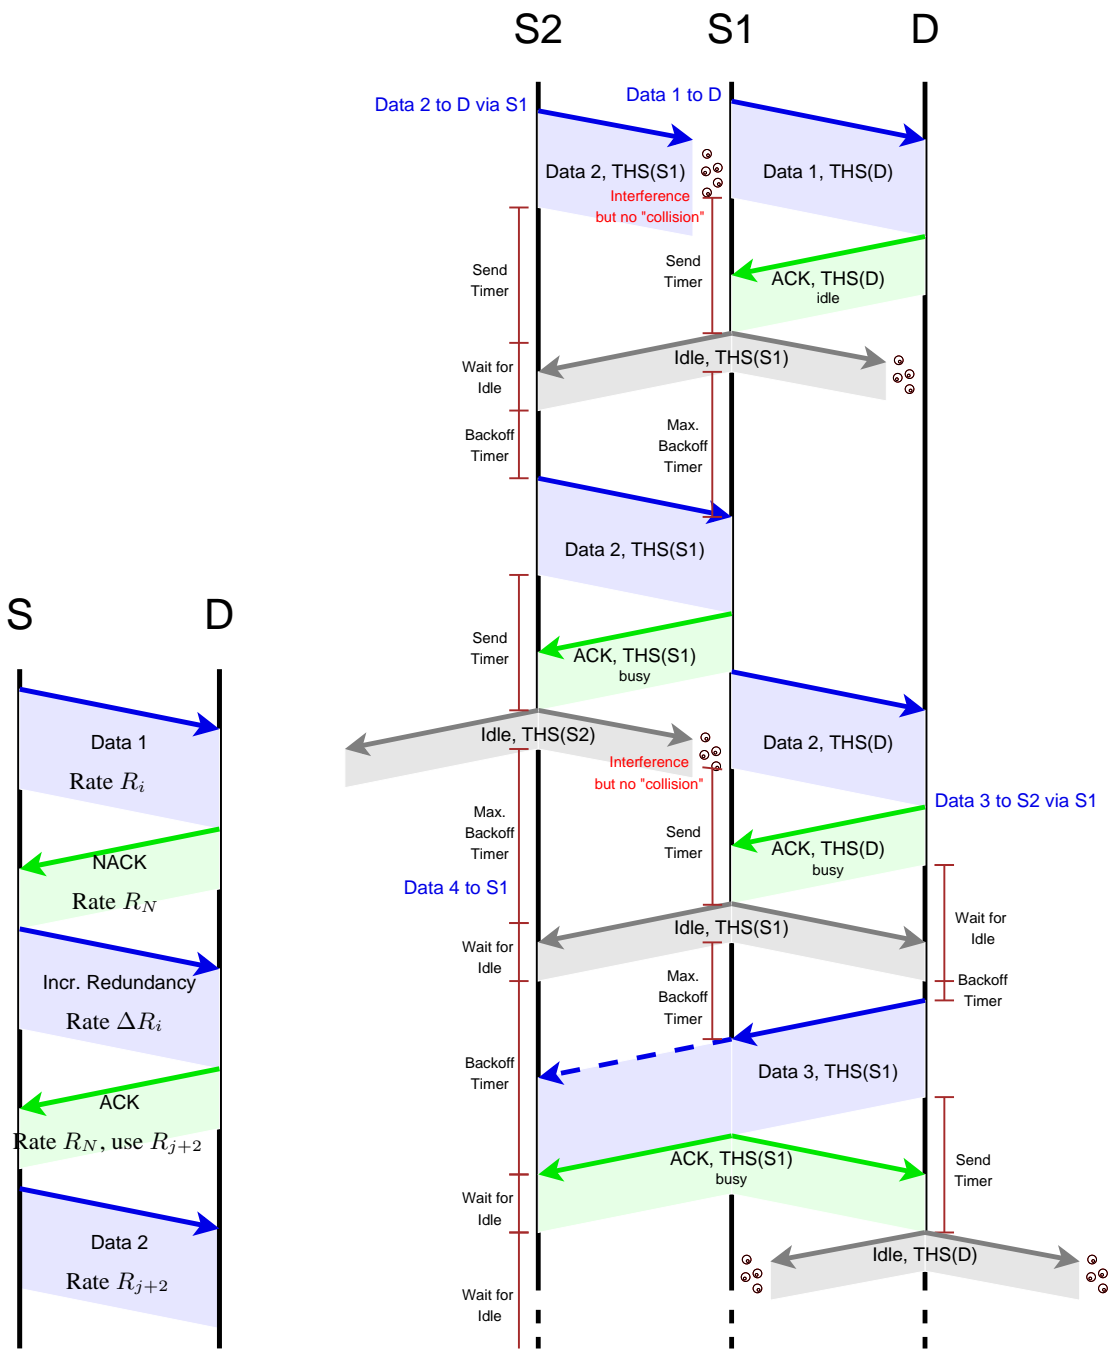 S2
S1
D
Data 2 to D via S1
Data 1 to D
Data 2, THS(S1)
Data 1, THS(D)
Interference
but no "collision"
Send
Timer
Send
Timer
ACK, THS(D)
idle
Wait for
Idle
Idle, THS(S1)
Backoff
Timer
Max.
Backoff
Timer
Data 2, THS(S1)
Send
Timer
ACK, THS(S1)
busy
Idle, THS(S2)
Data 2, THS(D)
Interference
but no "collision"
Data 3 to S2 via S1
Max.
Backoff
Timer
Send
Timer
ACK, THS(D)
busy
Data 4 to S1
Wait for
Idle
Idle, THS(S1)
Wait for
Idle
Max.
Backoff
Timer
Backoff
Timer
Backoff
Timer
Data 3, THS(S1)
ACK, THS(S1)
busy
Send
Timer
Wait for
Idle
Idle, THS(D)
Wait for
Idle
S
D
Data 1
Rate R_i
NACK
Rate R_N
Incr. Redundancy
Rate ΔR_i
ACK
Rate R_N, use R_{j+2}
Data 2
Rate R_{j+2}